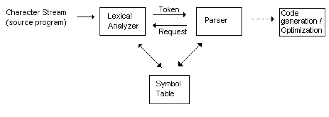 Character Stream
(source program)
Lexical
Analyzer
Token
Request
Parser
Code
generation /
Optimization
Symbol
Table